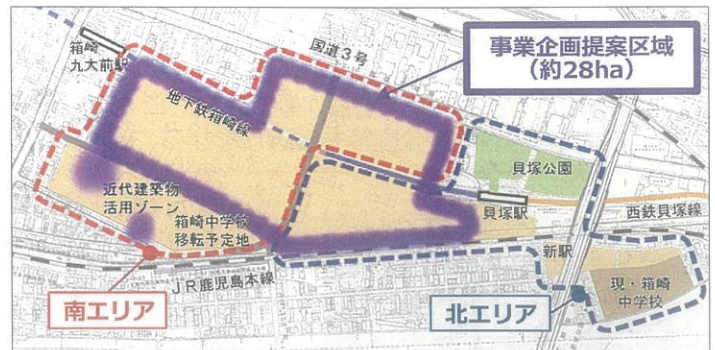 国道3号
事業企画提案区域
(約28ha)
箱崎
九大前駅
地下鉄箱崎線
貝塚公園
近代建築物
活用ゾーン
箱崎中学校
移転予定地
貝塚駅
西鉄貝塚線
新駅
JR鹿児島本線
現・箱崎
中学校
南エリア
北エリア